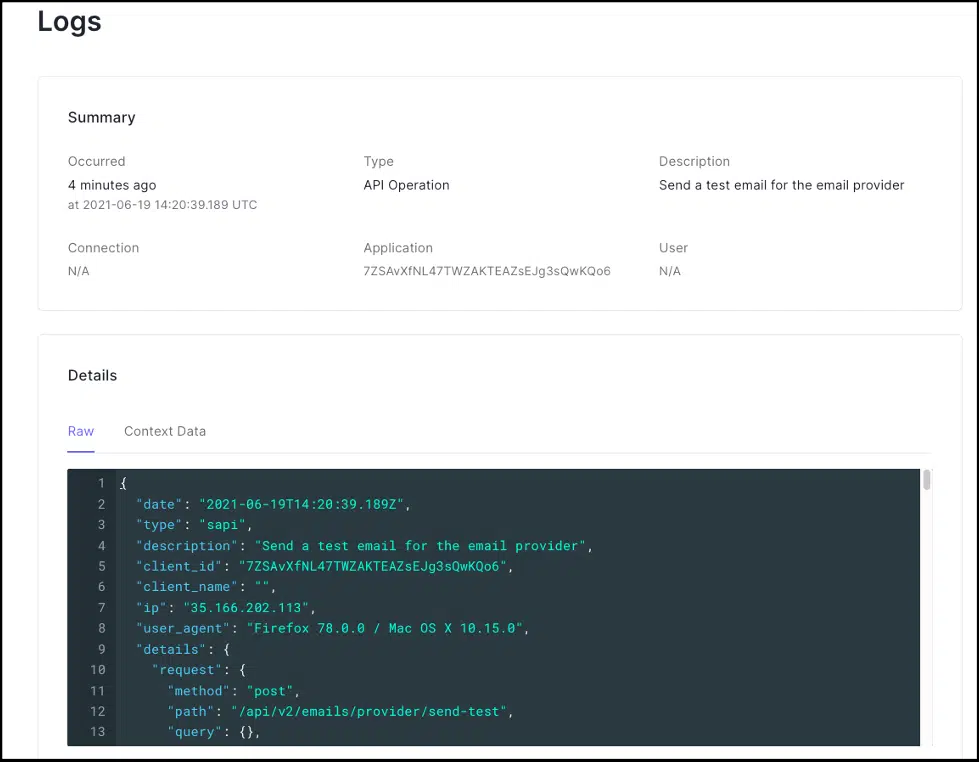 Logs
Summary
Occurred
4 minutes ago
at 2021-06-19 14:20:39.189 UTC
Type
API Operation
Description
Send a test email for the email provider
Connection
N/A
Application
7ZSAvXfNL47TWZAKTEAZsEJg3sQwKQo6
User
N/A
Details
Raw Context Data
1 {
2 "date": "2021-06-19T14:20:39.189Z",
3 "type": "sapi",
4 "description": "Send a test email for the email provider",
5 "client_id": "7ZSAvXfNL47TWZAKTEAZsEJg3sQwKQo6",
6 "client_name": "",
7 "ip": "35.166.202.113",
8 "user_agent": "Firefox 78.0.0 / Mac OS X 10.15.0",
9 "details": {
10 "request": {
11 "method": "post",
12 "path": "/api/v2/emails/provider/send-test",
13 "query": {},